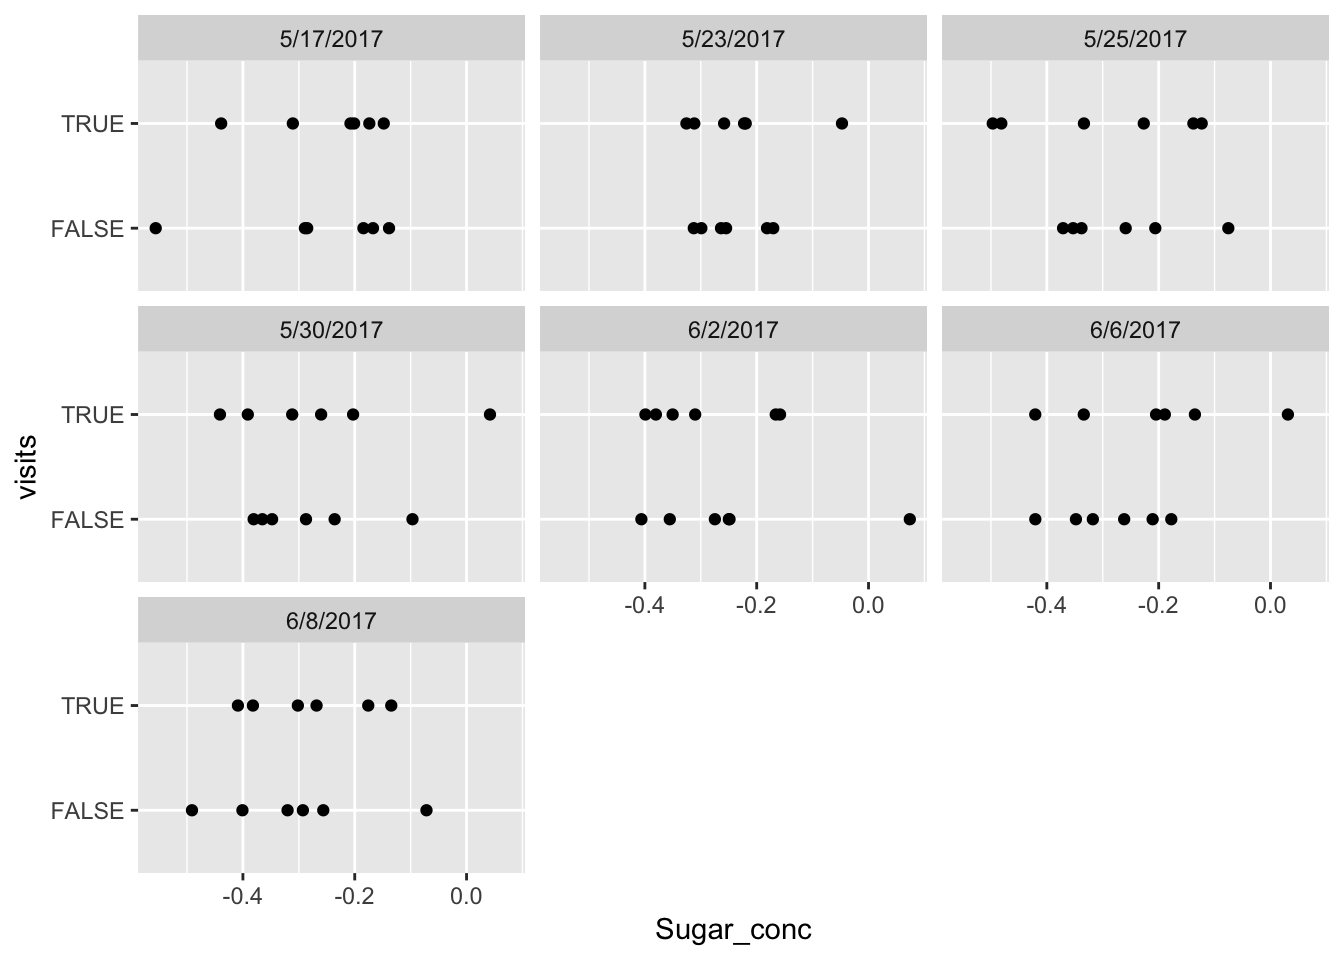 5/17/2017
5/23/2017
5/25/2017
TRUE
FALSE
5/30/2017
6/2/2017
6/6/2017
TRUE
FALSE
-0.4 -0.2 0.0
-0.4 -0.2 0.0
6/8/2017
TRUE
FALSE
-0.4 -0.2 0.0
visits
Sugar_conc